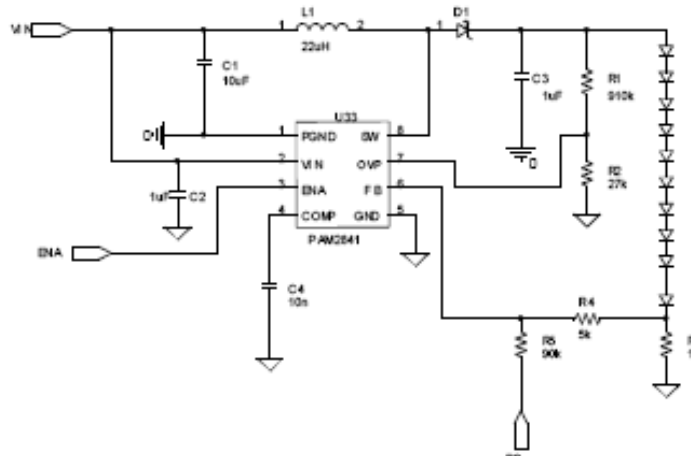 VIN
1
L1
2
22uH
1
D1
C1
10uF
C3
1uF
R1
910k
0
U33
1
PGND
SW
8
0
2
VIN
OVP
7
R2
27k
1uF
C2
3
ENA
FB
6
4
COMP
GND
5
PAM2841
ENA
C4
10n
R4
5k
R5
90k